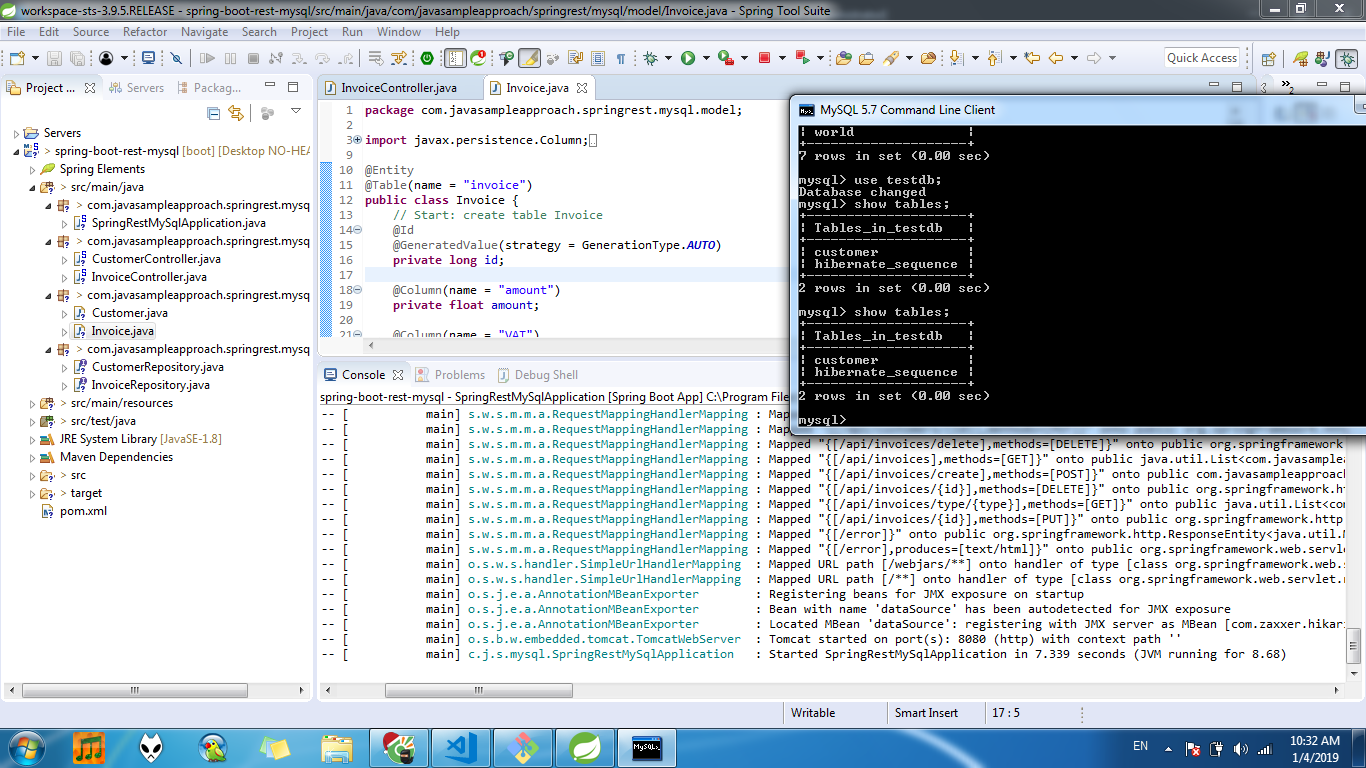 workspace-sts-3.9.5.RELEASE - spring-boot-rest-mysql/src/main/java/com/javasampleapproach/springrest/mysql/model/Invoice.java - Spring Tool Suite
File Edit Source Refactor Navigate Search Project Run Window Help
Quick Access
Project ... Servers Packag...
Servers
> spring-boot-rest-mysql [boot] [Desktop NO-HEA
Spring Elements
> src/main/java
> com.javasampleapproach.springrest.mysq
SpringRestMySqlApplication.java
> com.javasampleapproach.springrest.mysq
CustomerController.java
InvoiceController.java
> com.javasampleapproach.springrest.mysq
Customer.java
Invoice.java
> com.javasampleapproach.springrest.mysq
CustomerRepository.java
InvoiceRepository.java
> src/main/resources
> src/test/java
JRE System Library [JavaSE-1.8]
Maven Dependencies
> src
> target
pom.xml
InvoiceController.java Invoice.java
1 package com.javasampleapproach.springrest.mysql.model;
2
3 import javax.persistence.Column;
9
10 @Entity
11 @Table(name = "invoice")
12 public class Invoice {
13 // Start: create table Invoice
14 @Id
15 @GeneratedValue(strategy = GenerationType.AUTO)
16 private long id;
17
18 @Column(name = "amount")
19 private float amount;
20
21 @Column(name = "VAT")
MySQL 5.7 Command Line Client
| world |
+--------------------+
7 rows in set (0.00 sec)
mysql> use testdb;
Database changed
mysql> show tables;
+--------------------+
| Tables_in_testdb |
+--------------------+
| customer |
| hibernate_sequence |
+--------------------+
2 rows in set (0.00 sec)
mysql> show tables;
+--------------------+
| Tables_in_testdb |
+--------------------+
| customer |
| hibernate_sequence |
+--------------------+
2 rows in set (0.00 sec)
mysql>
Console Problems Debug Shell
spring-boot-rest-mysql - SpringRestMySqlApplication [Spring Boot App] C:\Program File
-- [ main] s.w.s.m.m.a.RequestMappingHandlerMapping : Map
-- [ main] s.w.s.m.m.a.RequestMappingHandlerMapping : Map
-- [ main] s.w.s.m.m.a.RequestMappingHandlerMapping : Mapped "{[/api/invoices/delete],methods=[DELETE]}" onto public org.springframework
-- [ main] s.w.s.m.m.a.RequestMappingHandlerMapping : Mapped "{[/api/invoices],methods=[GET]}" onto public java.util.List<com.javasample
-- [ main] s.w.s.m.m.a.RequestMappingHandlerMapping : Mapped "{[/api/invoices/create],methods=[POST]}" onto public com.javasampleapproach
-- [ main] s.w.s.m.m.a.RequestMappingHandlerMapping : Mapped "{[/api/invoices/{id}],methods=[DELETE]}" onto public org.springframework.ht
-- [ main] s.w.s.m.m.a.RequestMappingHandlerMapping : Mapped "{[/api/invoices/type/{type}],methods=[GET]}" onto public java.util.List<co
-- [ main] s.w.s.m.m.a.RequestMappingHandlerMapping : Mapped "{[/api/invoices/{id}],methods=[PUT]}" onto public org.springframework.http
-- [ main] s.w.s.m.m.a.RequestMappingHandlerMapping : Mapped "{[/error]}" onto public org.springframework.http.ResponseEntity<java.util.M
-- [ main] s.w.s.m.m.a.RequestMappingHandlerMapping : Mapped "{[/error],produces=[text/html]}" onto public org.springframework.web.servle
-- [ main] o.s.w.s.handler.SimpleUrlHandlerMapping : Mapped URL path [/webjars/**] onto handler of type [class org.springframework.web.s
-- [ main] o.s.w.s.handler.SimpleUrlHandlerMapping : Mapped URL path [/**] onto handler of type [class org.springframework.web.servlet.r
-- [ main] o.s.j.e.a.AnnotationMBeanExporter : Registering beans for JMX exposure on startup
-- [ main] o.s.j.e.a.AnnotationMBeanExporter : Bean with name 'dataSource' has been autodetected for JMX exposure
-- [ main] o.s.j.e.a.AnnotationMBeanExporter : Located MBean 'dataSource': registering with JMX server as MBean [com.zaxxer.hikari
-- [ main] o.s.b.w.embedded.tomcat.TomcatWebServer : Tomcat started on port(s): 8080 (http) with context path ''
-- [ main] c.j.s.mysql.SpringRestMySqlApplication : Started SpringRestMySqlApplication in 7.339 seconds (JVM running for 8.68)
Writable Smart Insert 17 : 5
EN
10:32 AM
1/4/2019